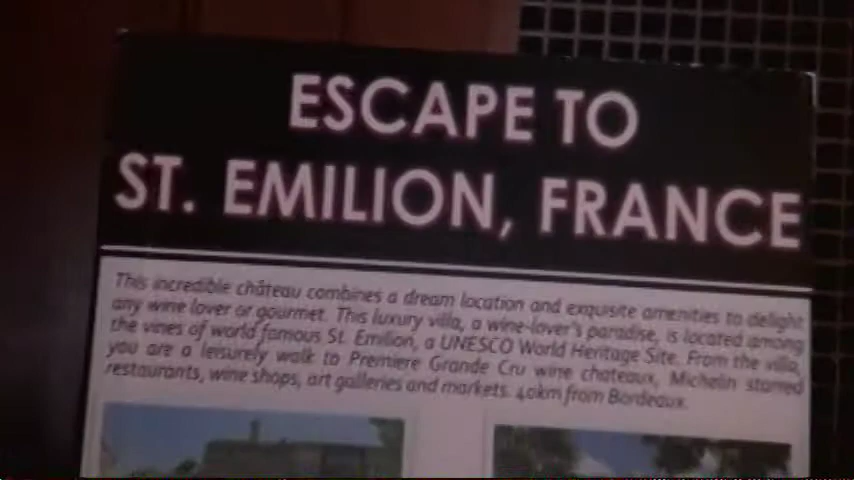 ESCAPE TO
ST. EMILION, FRANCE
This incredible château combines a dream location and exquisite amenities to delight
any wine lover or gourmet. This luxury villa, a wine-lover's paradise, is located among
the vines of world famous St. Emilion, a UNESCO World Heritage Site. From the villa,
you are a leisurely walk to Premiere Grande Cru wine chateaux, Michelin starred
restaurants, wine shops, art galleries and markets. 40km from Bordeaux.